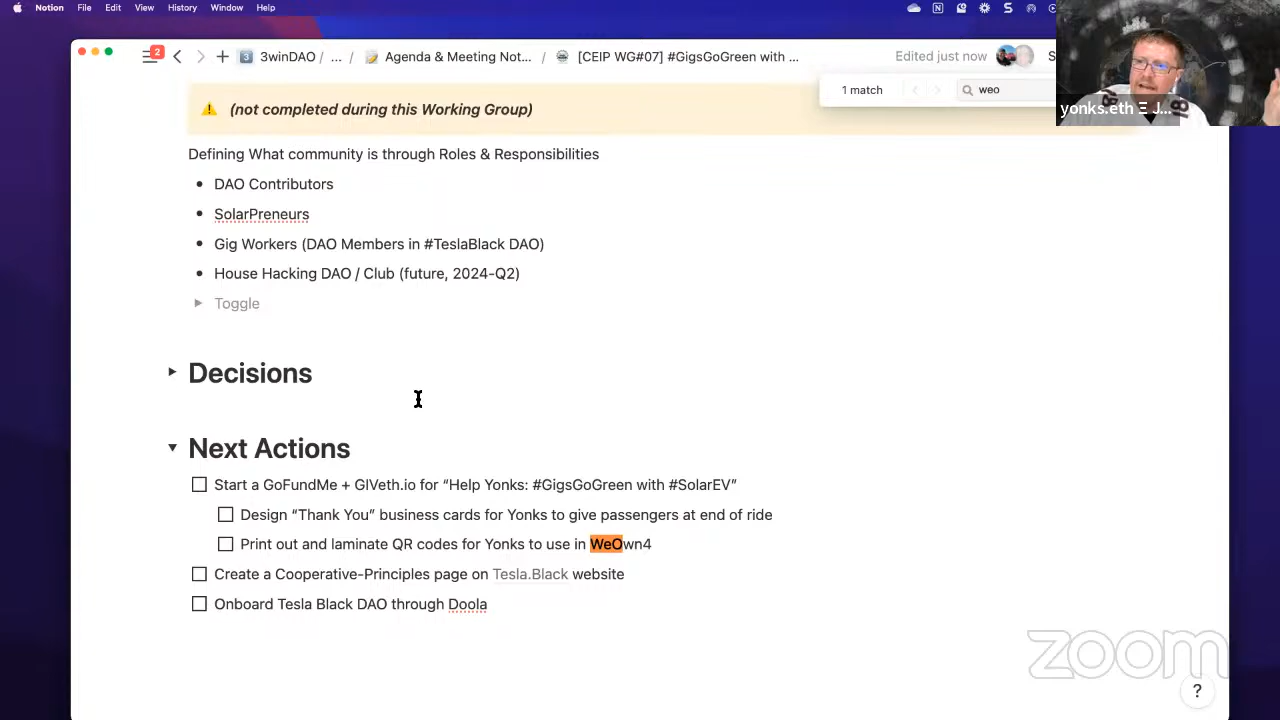 Notion File Edit View History Window Help
2
3 3winDAO / ... / Agenda & Meeting Not... / [CEIP WG#07] #GigsGoGreen with ...
Edited just now
S
1 match
weo
yonks.eth Ξ J...
(not completed during this Working Group)
Defining What community is through Roles & Responsibilities
• DAO Contributors
• SolarPreneurs
• Gig Workers (DAO Members in #TeslaBlack DAO)
• House Hacking DAO / Club (future, 2024-Q2)
Toggle
Decisions
Next Actions
Start a GoFundMe + GIVeth.io for “Help Yonks: #GigsGoGreen with #SolarEV”
Design “Thank You” business cards for Yonks to give passengers at end of ride
Print out and laminate QR codes for Yonks to use in WeOwn4
Create a Cooperative-Principles page on Tesla.Black website
Onboard Tesla Black DAO through Doola
zoom
?